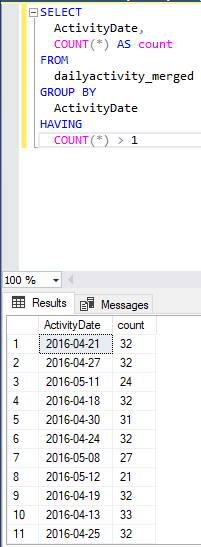 SELECT
ActivityDate,
COUNT(*) AS count
FROM
dailyactivity_merged
GROUP BY
ActivityDate
HAVING
COUNT(*) > 1
100 %
Results Messages
ActivityDate count
1 2016-04-21 32
2 2016-04-27 32
3 2016-05-11 24
4 2016-04-18 32
5 2016-04-30 31
6 2016-04-24 32
7 2016-05-08 27
8 2016-05-12 21
9 2016-04-19 32
10 2016-04-13 33
11 2016-04-25 32